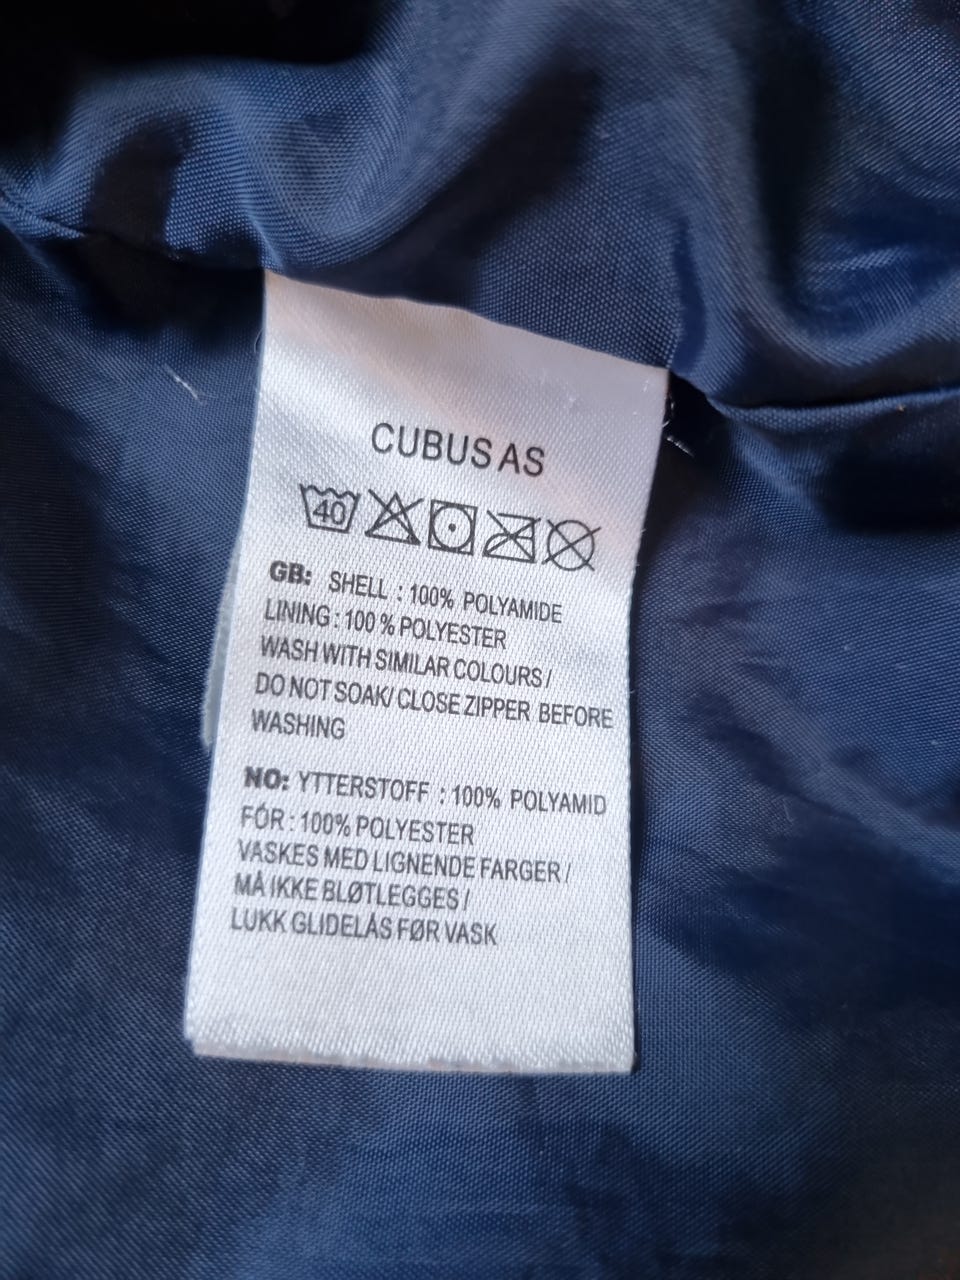 CUBUS AS
40
GB: SHELL : 100% POLYAMIDE
LINING : 100 % POLYESTER
WASH WITH SIMILAR COLOURS /
DO NOT SOAK/ CLOSE ZIPPER BEFORE
WASHING
NO: YTTERSTOFF : 100% POLYAMID
FÓR : 100% POLYESTER
VASKES MED LIGNENDE FARGER /
MÅ IKKE BLØTLEGGES /
LUKK GLIDELÅS FØR VASK